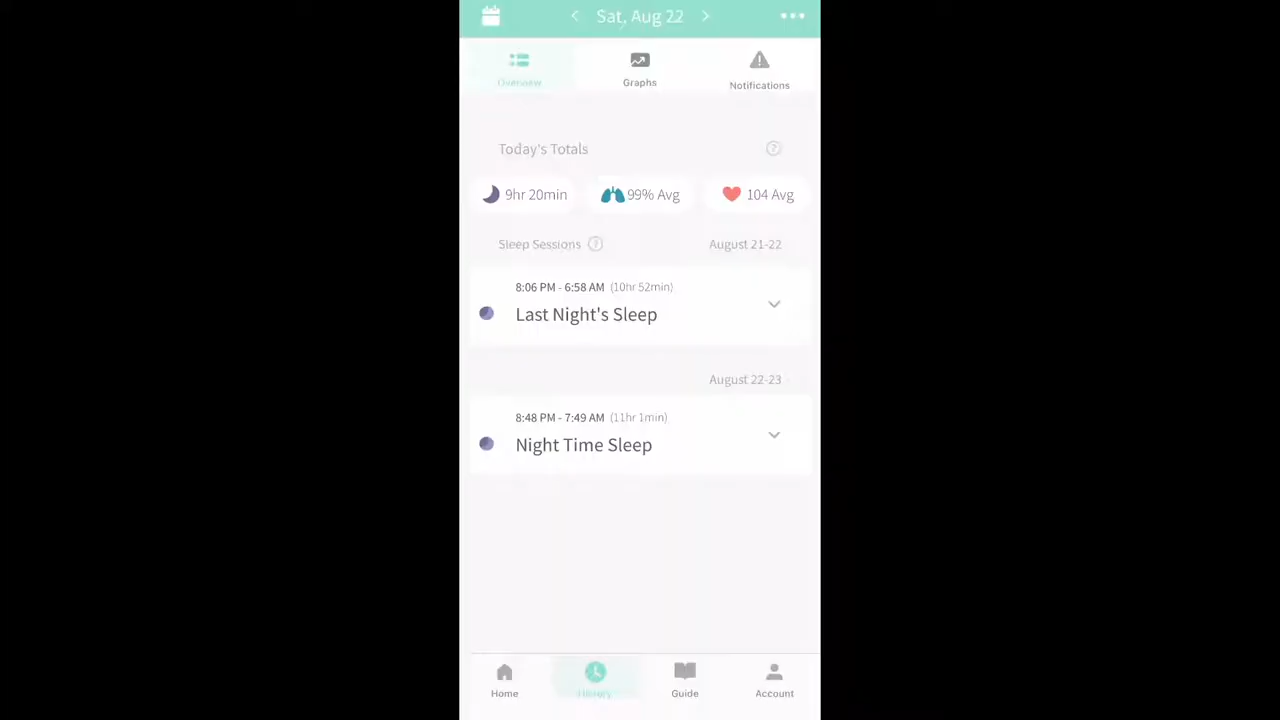 Sat, Aug 22
Overview
Graphs
Notifications
Today's Totals
9hr 20min
99% Avg
104 Avg
Sleep Sessions
August 21-22
8:06 PM - 6:58 AM (10hr 52min)
Last Night's Sleep
August 22-23
8:48 PM - 7:49 AM (11hr 1min)
Night Time Sleep
Home
History
Guide
Account